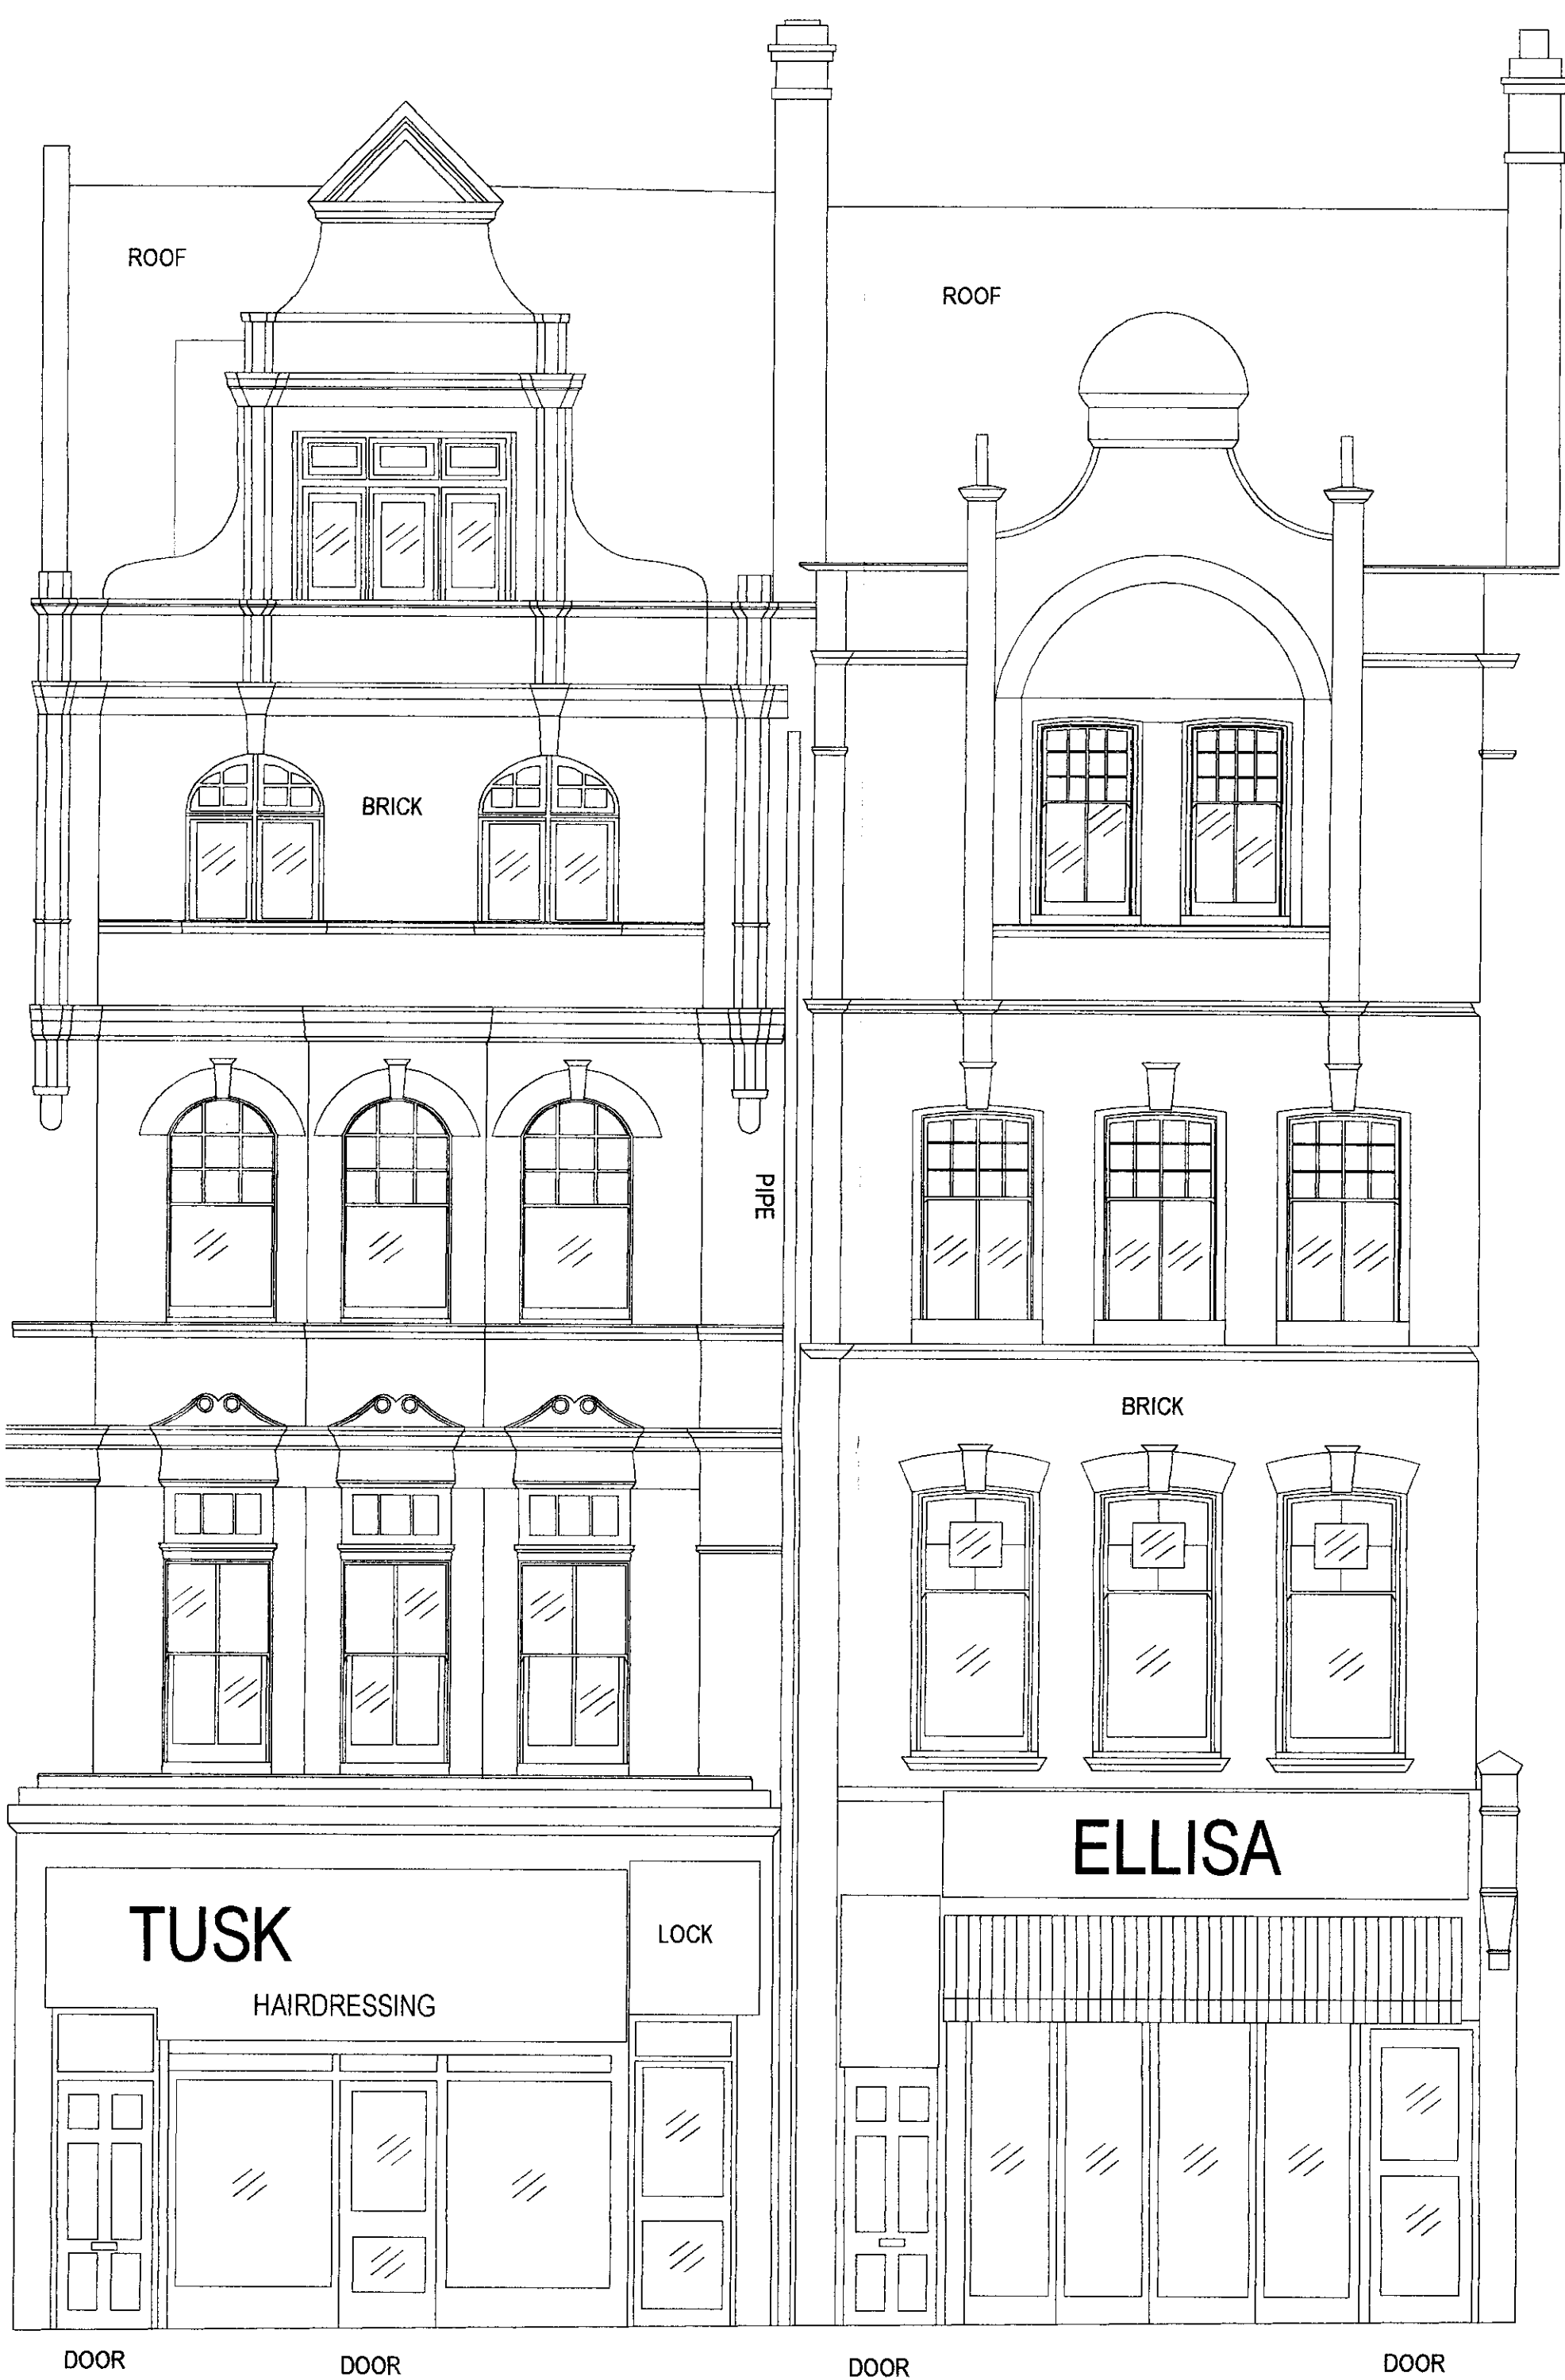 ROOF
ROOF
BRICK
PIPE
BRICK
ELLISA
TUSK
LOCK
HAIRDRESSING
DOOR
DOOR
DOOR
DOOR